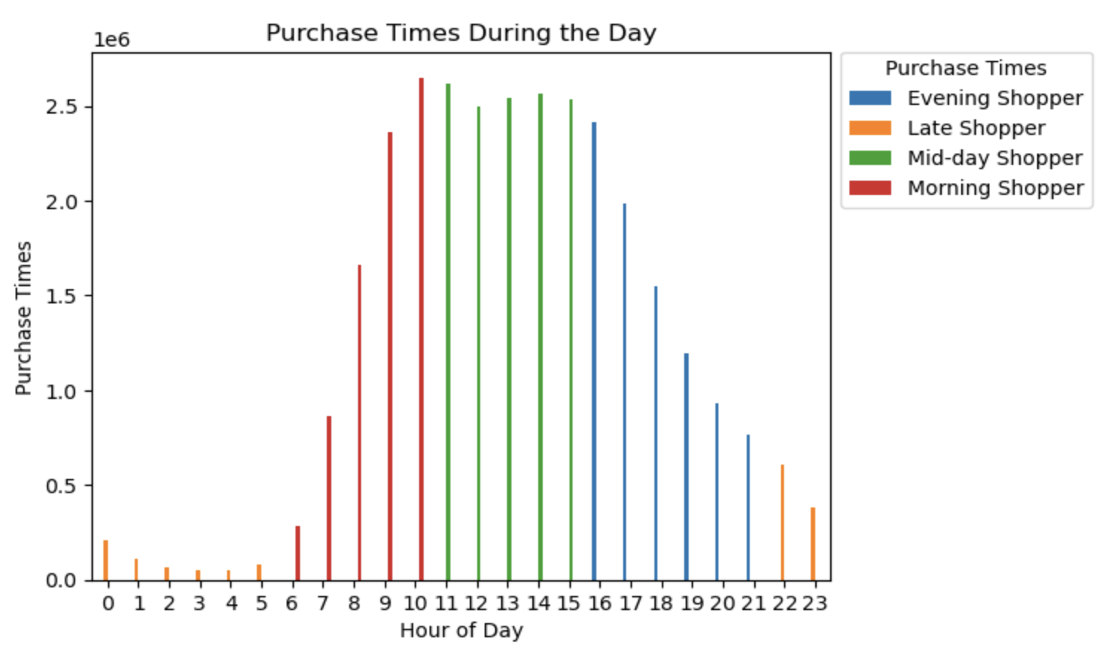 Purchase Times During the Day
1e6
Purchase Times
Evening Shopper
Late Shopper
Mid-day Shopper
Morning Shopper
2.5
2.0
1.5
1.0
0.5
0.0
Purchase Times
0 1 2 3 4 5 6 7 8 9 10 11 12 13 14 15 16 17 18 19 20 21 22 23
Hour of Day